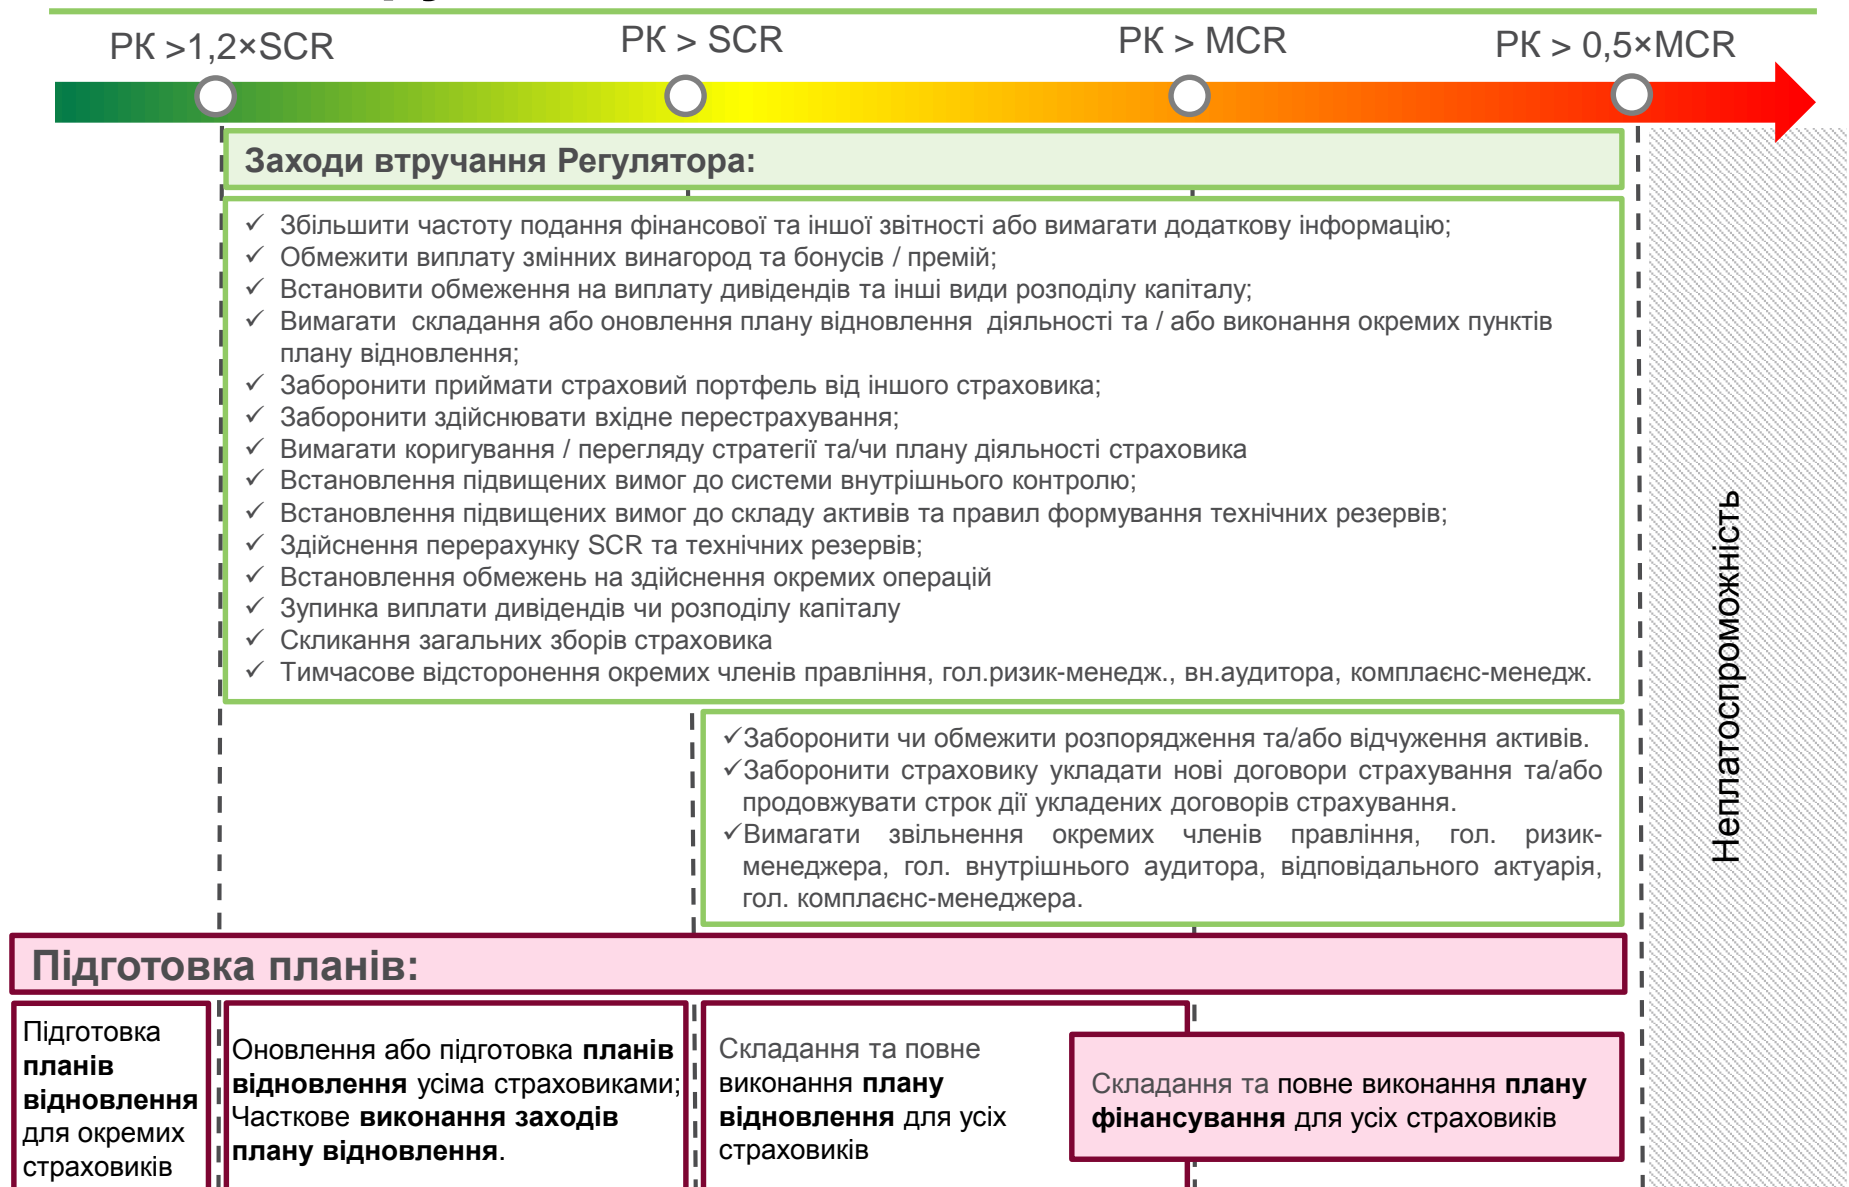 РК >1,2×SCR
РК > SCR
РК > MCR
РК > 0,5×MCR
Заходи втручання Регулятора:
✓ Збільшити частоту подання фінансової та іншої звітності або вимагати додаткову інформацію;
✓ Обмежити виплату змінних винагород та бонусів / премій;
✓ Встановити обмеження на виплату дивідендів та інші види розподілу капіталу;
✓ Вимагати складання або оновлення плану відновлення діяльності та / або виконання окремих пунктів
плану відновлення;
✓ Заборонити приймати страховий портфель від іншого страховика;
✓ Заборонити здійснювати вхідне перестрахування;
✓ Вимагати коригування / перегляду стратегії та/чи плану діяльності страховика
✓ Встановлення підвищених вимог до системи внутрішнього контролю;
✓ Встановлення підвищених вимог до складу активів та правил формування технічних резервів;
✓ Здійснення перерахунку SCR та технічних резервів;
✓ Встановлення обмежень на здійснення окремих операцій
✓ Зупинка виплати дивідендів чи розподілу капіталу
✓ Скликання загальних зборів страховика
✓ Тимчасове відсторонення окремих членів правління, гол.ризик-менедж., вн.аудитора, комплаєнс-менедж.
✓Заборонити чи обмежити розпорядження та/або відчуження активів.
✓Заборонити страховику укладати нові договори страхування та/або
продовжувати строк дії укладених договорів страхування.
✓Вимагати звільнення окремих членів правління, гол. ризик-
менеджера, гол. внутрішнього аудитора, відповідального актуарія,
гол. комплаєнс-менеджера.
Неплатоспроможність
Підготовка планів:
Підготовка
планів
відновлення
для окремих
страховиків
Оновлення або підготовка планів
відновлення усіма страховиками;
Часткове виконання заходів
плану відновлення.
Складання та повне
виконання плану
відновлення для усіх
страховиків
Складання та повне виконання плану
фінансування для усіх страховиків